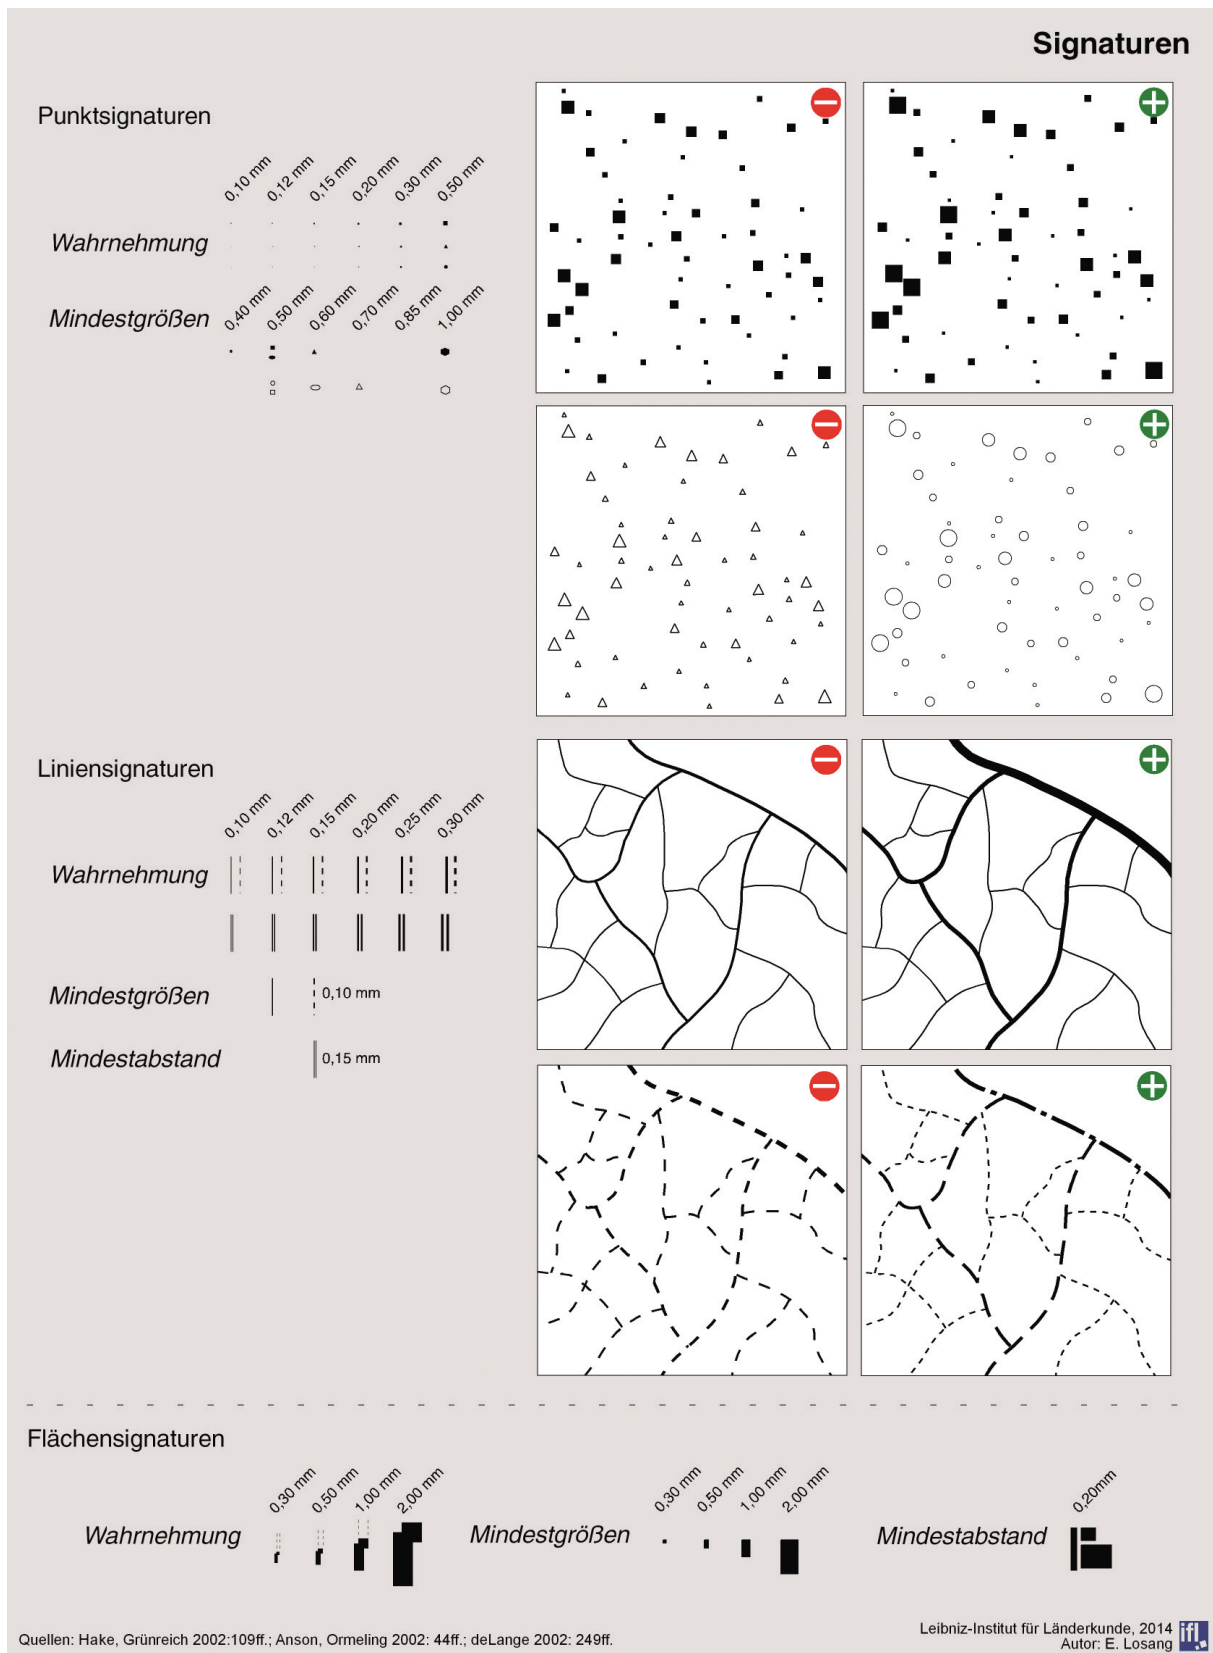 Signaturen
Punktsignaturen
0,10 mm 0,12 mm 0,15 mm 0,20 mm 0,30 mm 0,50 mm
Wahrnehmung
Mindestgrößen
0,40 mm 0,50 mm 0,60 mm 0,70 mm 0,85 mm 1,00 mm
Liniensignaturen
0,10 mm 0,12 mm 0,15 mm 0,20 mm 0,25 mm 0,30 mm
Wahrnehmung
Mindestgrößen
0,10 mm
Mindestabstand
0,15 mm
Flächensignaturen
0,30 mm 0,50 mm 1,00 mm 2,00 mm
Wahrnehmung
0,30 mm 0,50 mm 1,00 mm 2,00 mm
Mindestgrößen
0,20mm
Mindestabstand
Quellen: Hake, Grünreich 2002:109ff.; Anson, Ormeling 2002: 44ff.; deLange 2002: 249ff.
Leibniz-Institut für Länderkunde, 2014
Autor: E. Losang
ifl